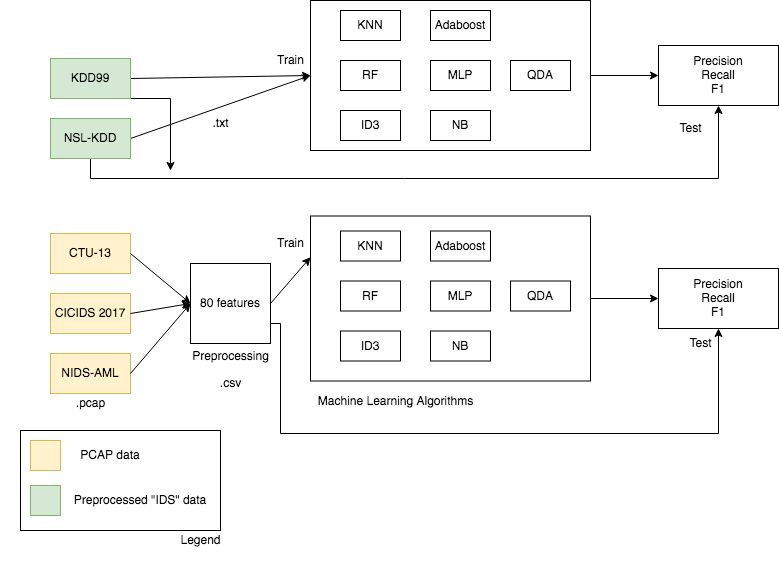 KNN
Adaboost
Train
KDD99
RF
MLP
QDA
Precision
Recall
F1
.txt
NSL-KDD
ID3
NB
Test
CTU-13
Train
KNN
Adaboost
CICIDS 2017
80 features
RF
MLP
QDA
Precision
Recall
F1
Test
NIDS-AML
.pcap
Preprocessing
.csv
ID3
NB
Machine Learning Algorithms
PCAP data
Preprocessed "IDS" data
Legend